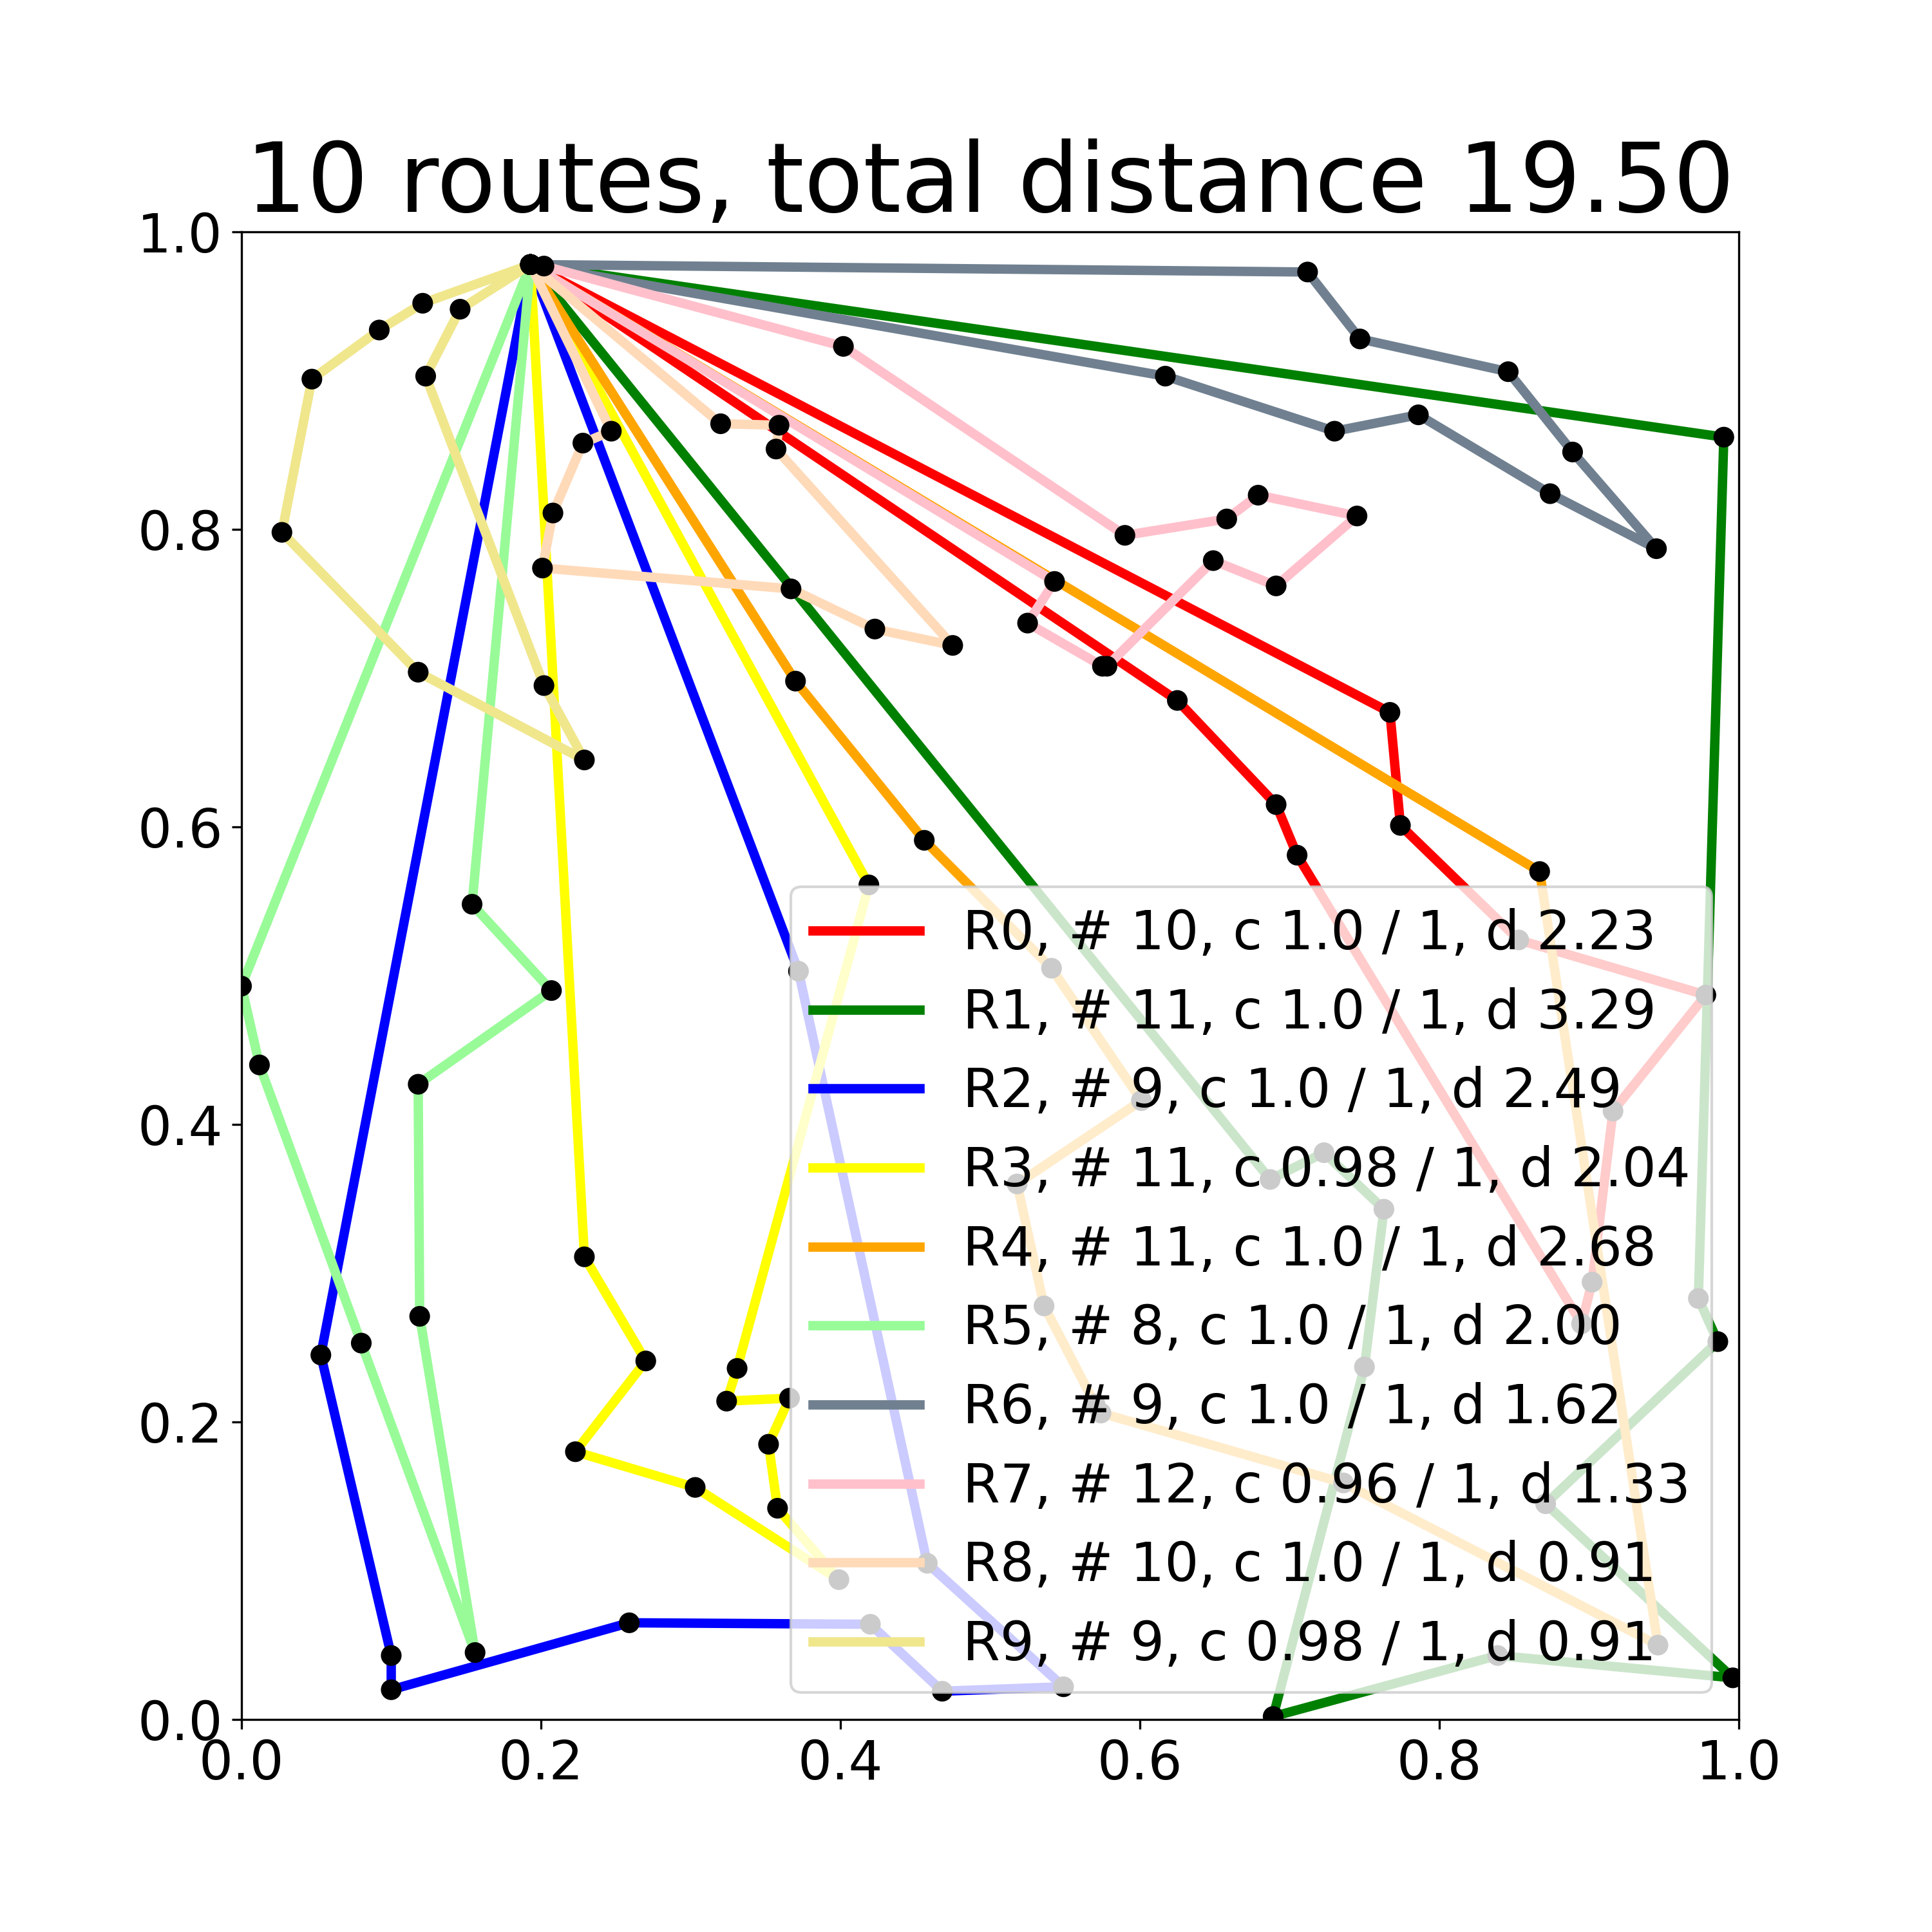 10 routes, total distance 19.50
1.0
0.8
0.6
0.4
0.2
0.0
0.0 0.2 0.4 0.6 0.8 1.0
R0, # 10, c 1.0 / 1, d 2.23
R1, # 11, c 1.0 / 1, d 3.29
R2, # 9, c 1.0 / 1, d 2.49
R3, # 11, c 0.98 / 1, d 2.04
R4, # 11, c 1.0 / 1, d 2.68
R5, # 8, c 1.0 / 1, d 2.00
R6, # 9, c 1.0 / 1, d 1.62
R7, # 12, c 0.96 / 1, d 1.33
R8, # 10, c 1.0 / 1, d 0.91
R9, # 9, c 0.98 / 1, d 0.91